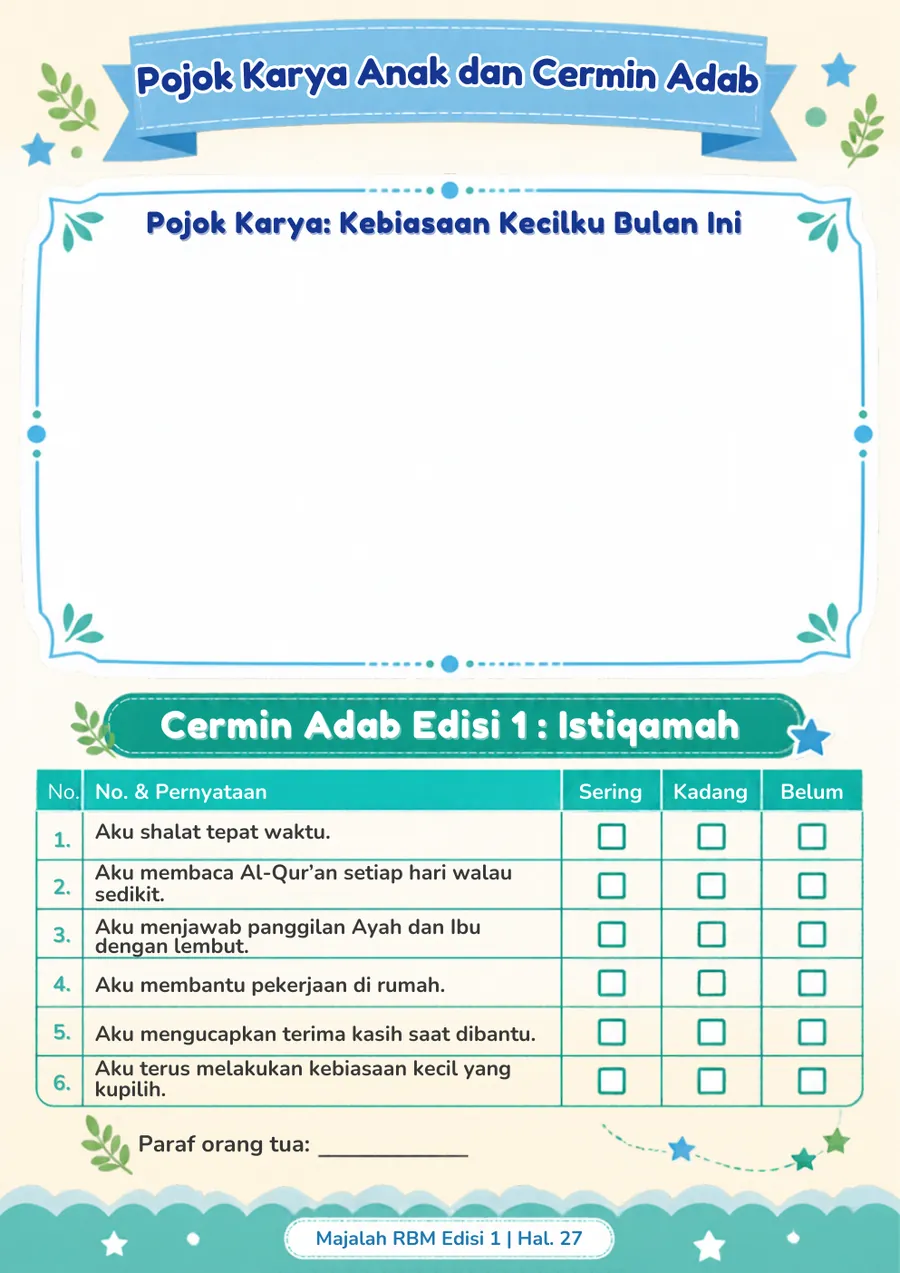 Pojok Karya Anak dan Cermin Adab
Pojok Karya: Kebiasaan Kecilku Bulan Ini
Cermin Adab Edisi 1 : Istiqamah
No. No. & Pernyataan Sering Kadang Belum
1. Aku shalat tepat waktu.
2. Aku membaca Al-Qur’an setiap hari walau
sedikit.
3. Aku menjawab panggilan Ayah dan Ibu
dengan lembut.
4. Aku membantu pekerjaan di rumah.
5. Aku mengucapkan terima kasih saat dibantu.
6. Aku terus melakukan kebiasaan kecil yang
kupilih.
Paraf orang tua: ____________
Majalah RBM Edisi 1 | Hal. 27